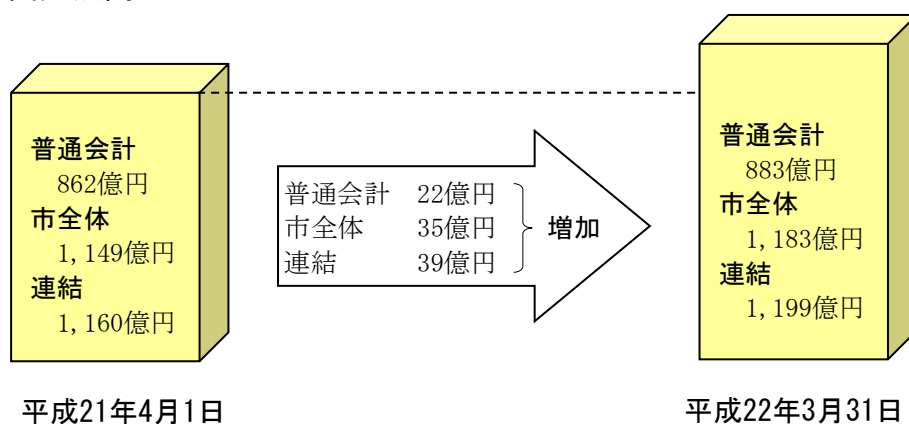 普通会計
862億円
市全体
1,149億円
連結
1,160億円
普通会計 22億円
市全体 35億円
連結 39億円
増加
普通会計
883億円
市全体
1,183億円
連結
1,199億円
平成21年4月1日
平成22年3月31日